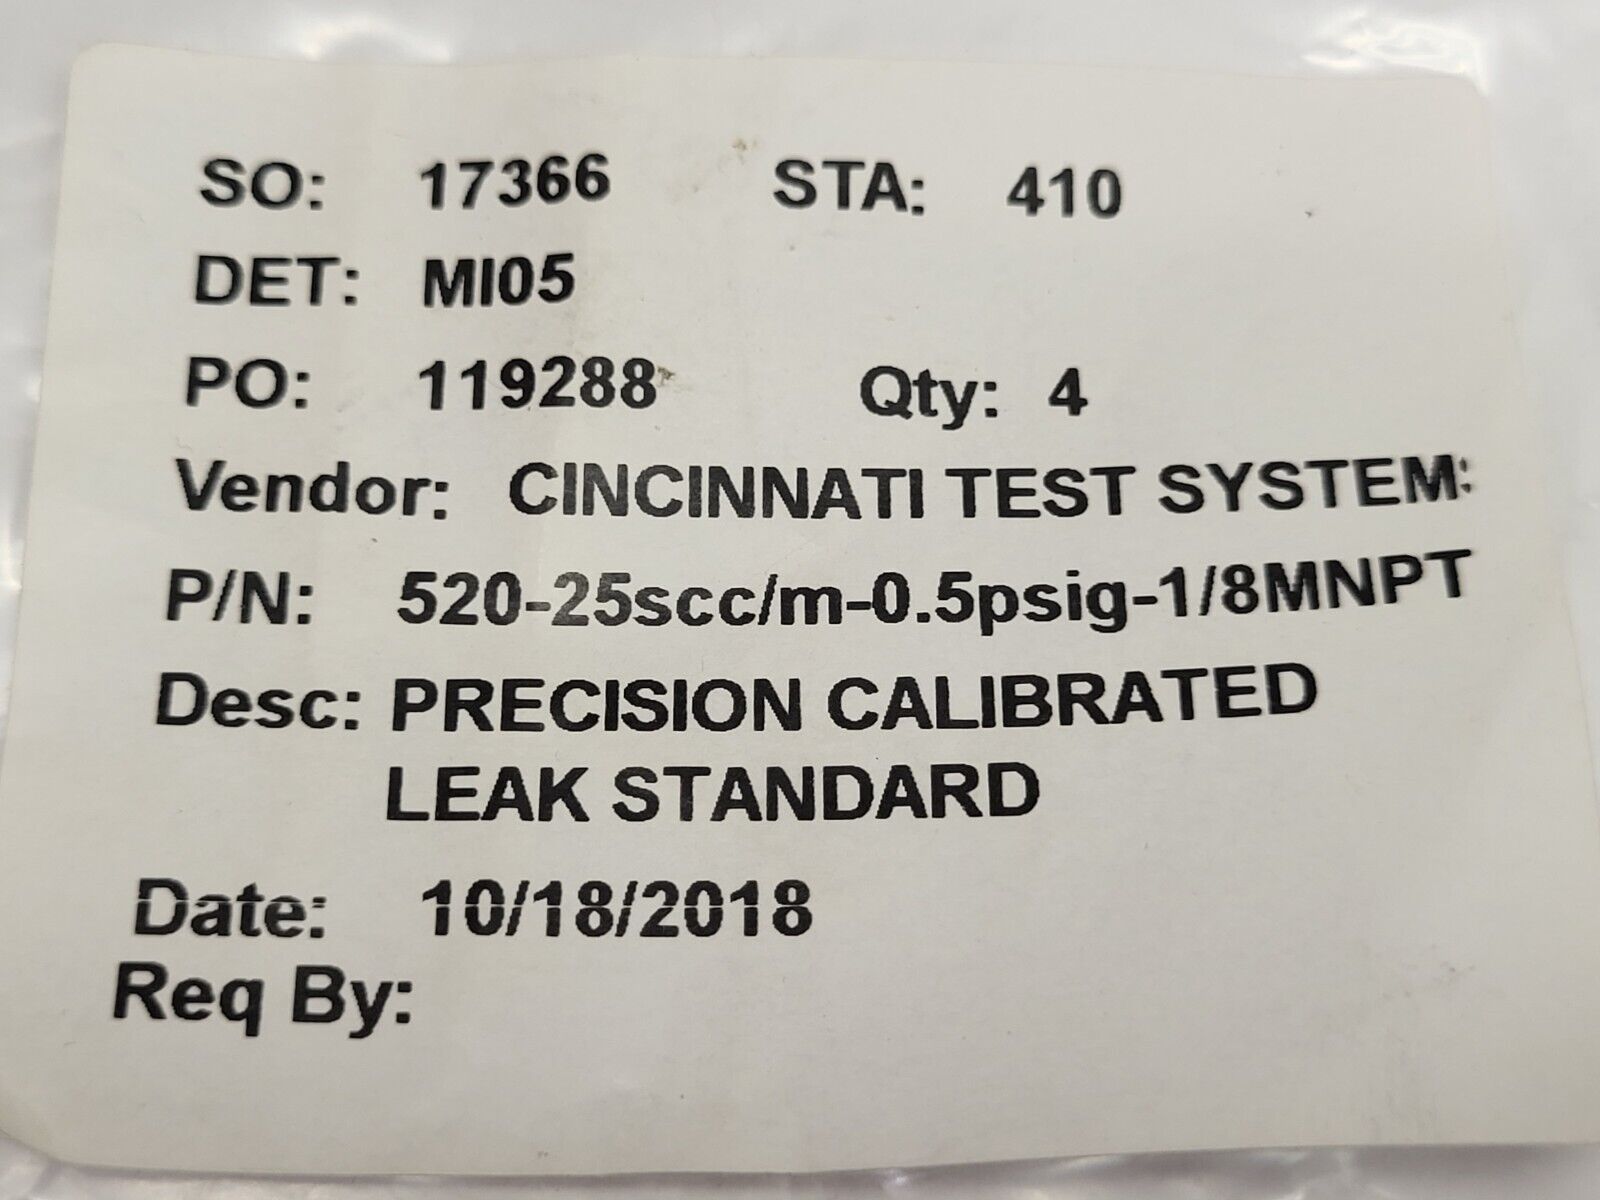 SO: 17366 STA: 410
DET: MI05
PO: 119288 Qty: 4
Vendor: CINCINNATI TEST SYSTEM:
P/N: 520-25scc/m-0.5psig-1/8MNPT
Desc: PRECISION CALIBRATED
LEAK STANDARD
Date: 10/18/2018
Req By: